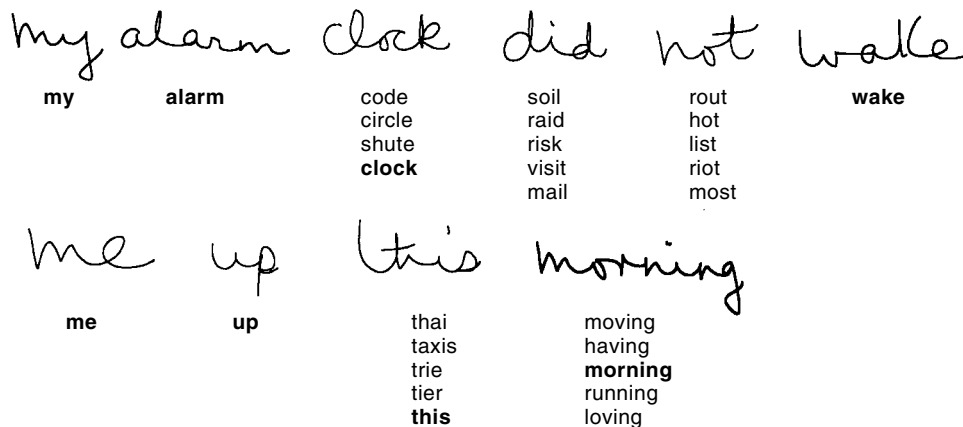 my alarm clock did not wake
my alarm code soil rout wake
circle raid hot
shute risk list
clock visit riot
mail most
me up this morning
me up thai moving
taxis having
trie morning
tier running
this loving